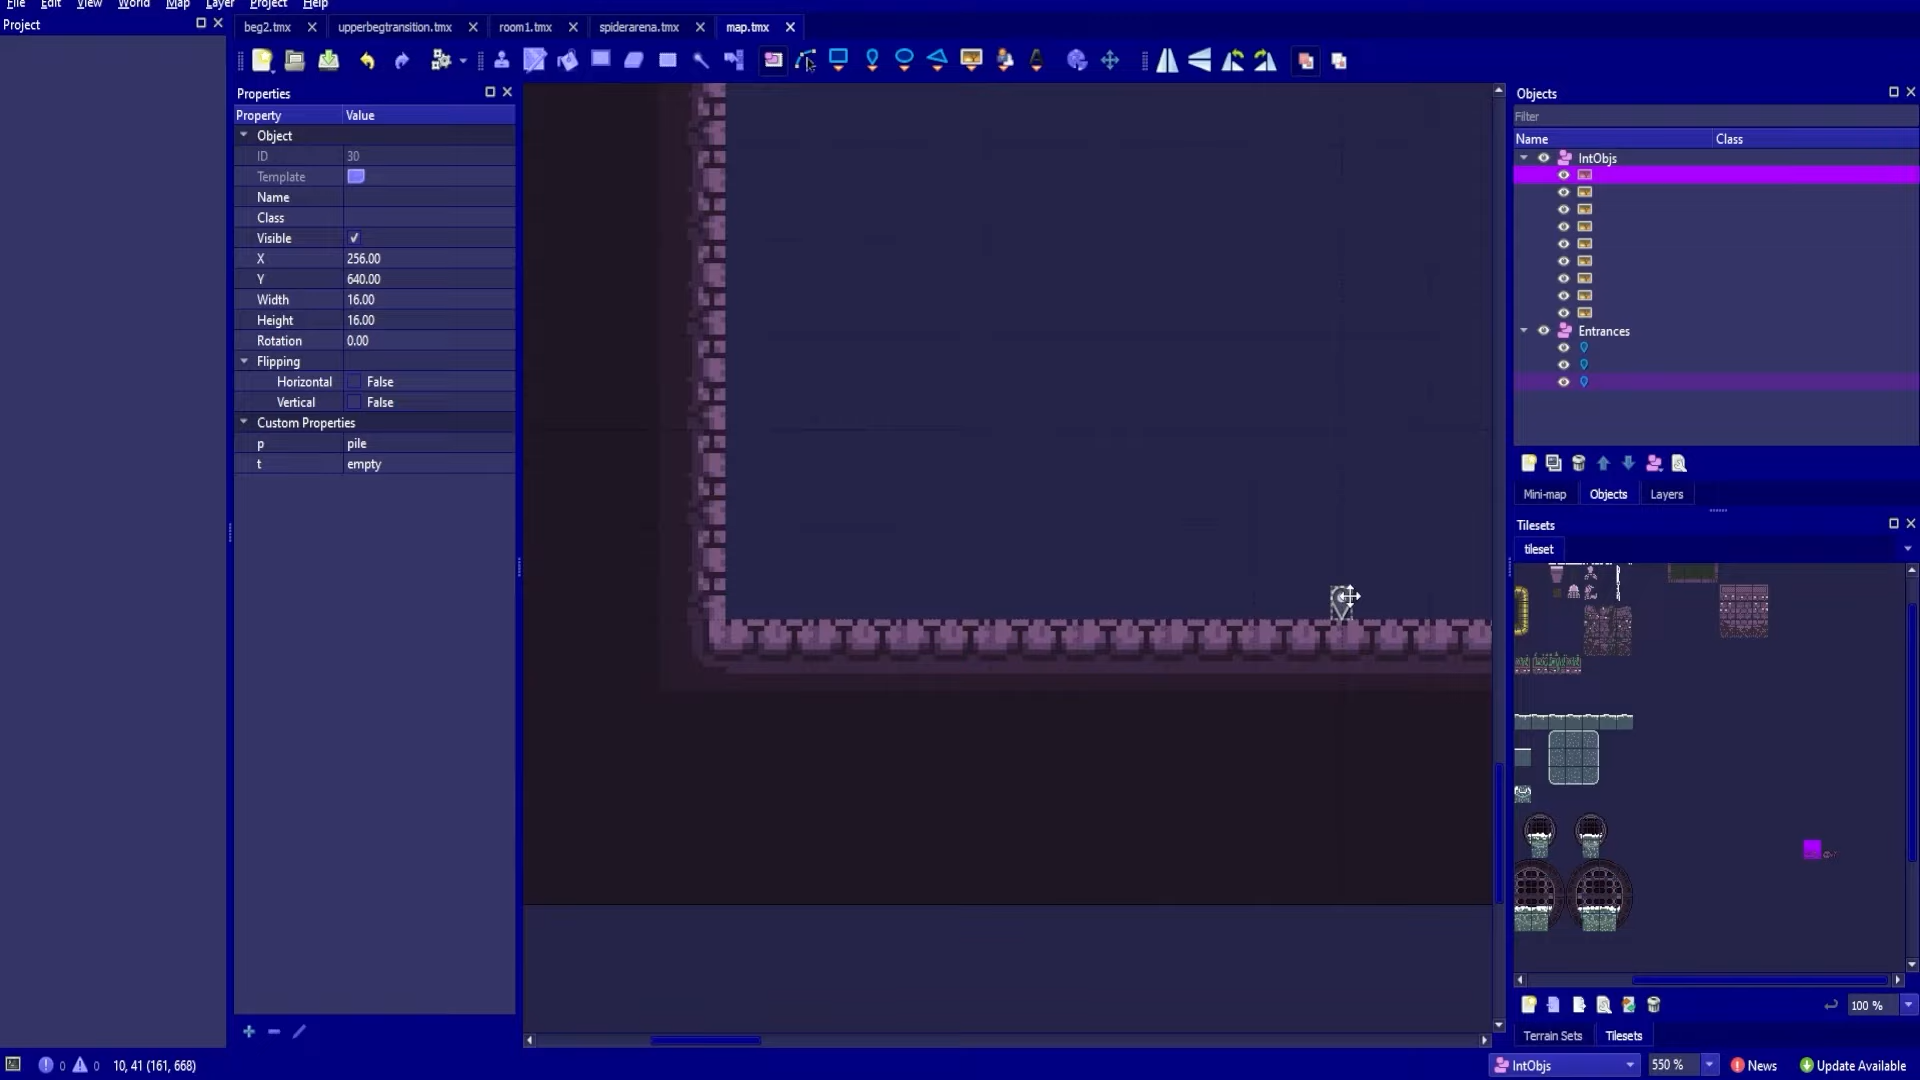 File Edit View World Map Layer Project Help
Project
beg2.tmx
upperbegtransition.tmx
room1.tmx
spiderarena.tmx
map.tmx
Properties
Property Value
Object
ID 30
Template
Name
Class
Visible
X 256.00
Y 640.00
Width 16.00
Height 16.00
Rotation 0.00
Flipping
Horizontal False
Vertical False
Custom Properties
p pile
t empty
Objects
Filter
Name Class
IntObjs
Entrances
Mini-map Objects Layers
Tilesets
tileset
100 %
Terrain Sets Tilesets
0 0 10, 41 (161, 668)
IntObjs 550 % News Update Available